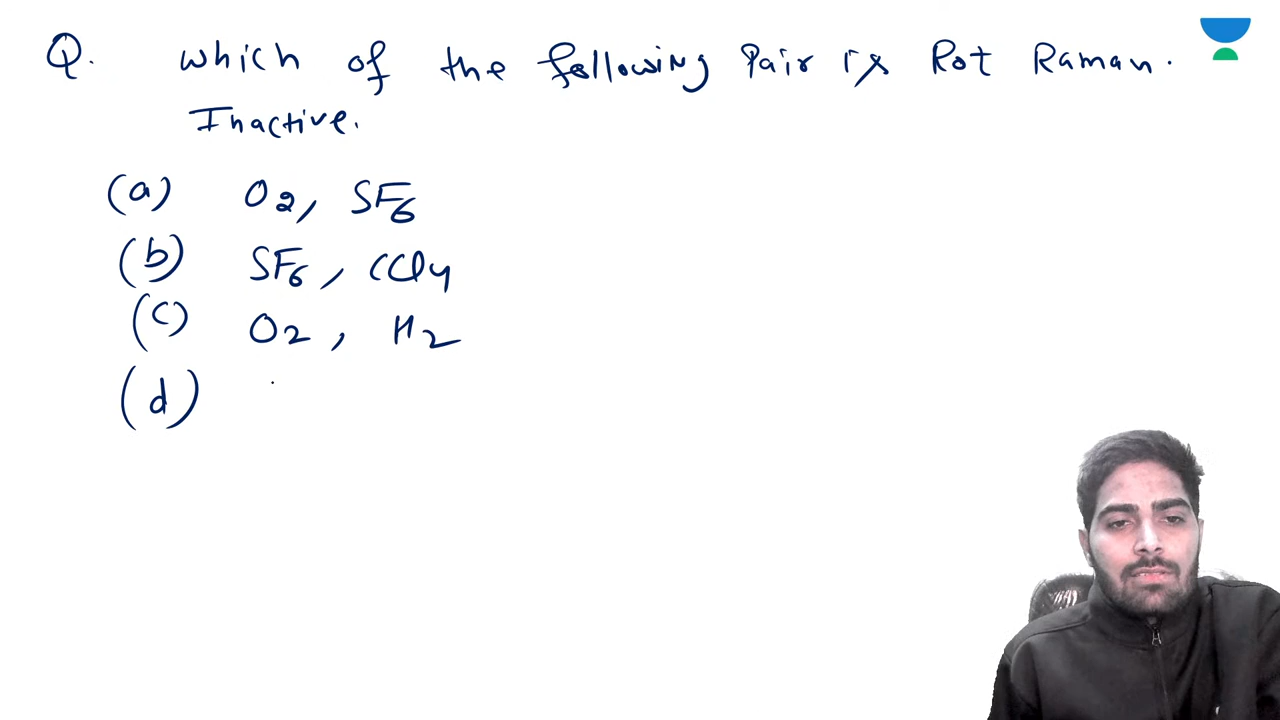 Q. Which of the following Pair is Rot Raman.
Inactive.
(a) O2, SF6
(b) SF6, CCl4
(c) O2, H2
(d)